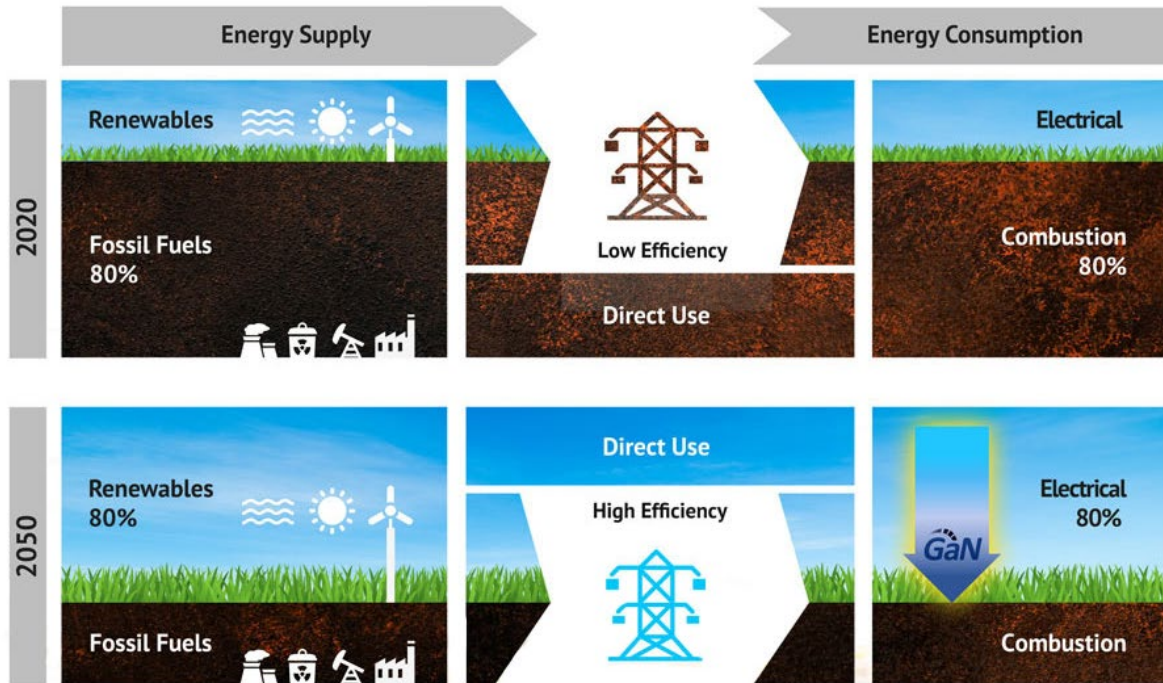 Energy Supply
Energy Consumption
2020
Renewables
Fossil Fuels
80%
Low Efficiency
Direct Use
Electrical
Combustion
80%
2050
Renewables
80%
Fossil Fuels
Direct Use
High Efficiency
Electrical
80%
GaN
Combustion